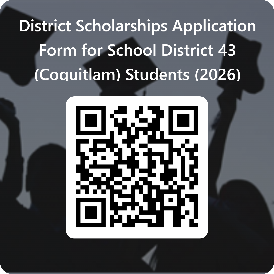 District Scholarships Application
Form for School District 43
(Coquitlam) Students (2026)